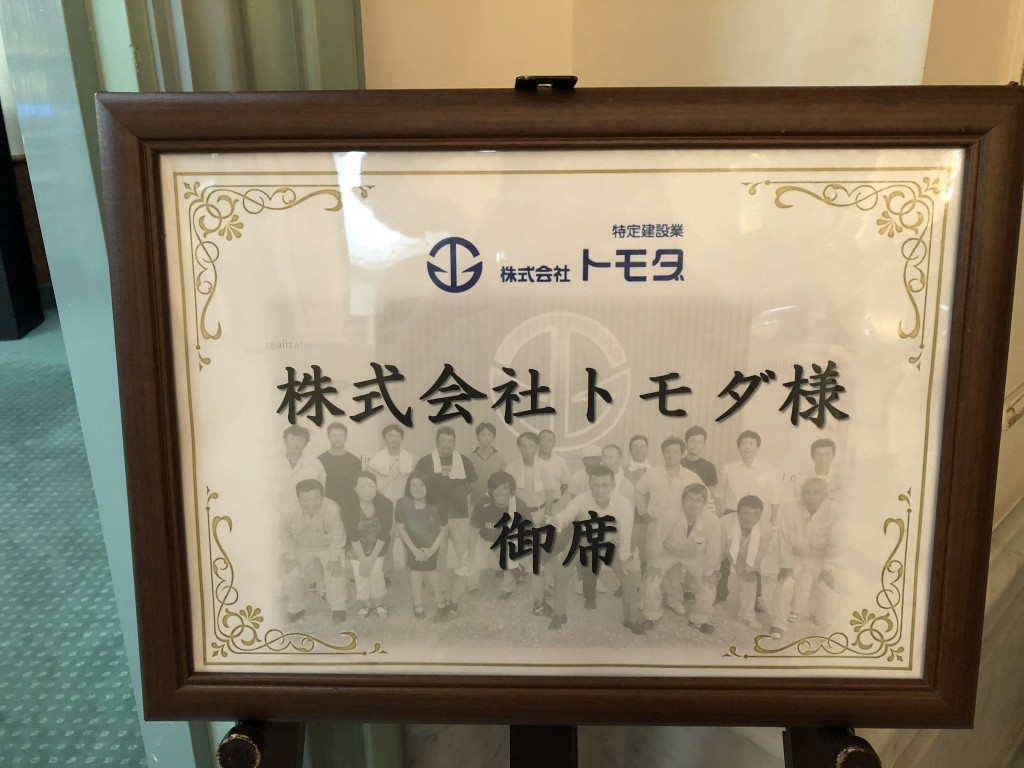 特定建設業
株式会社 トモダ
株式会社トモダ様
御席